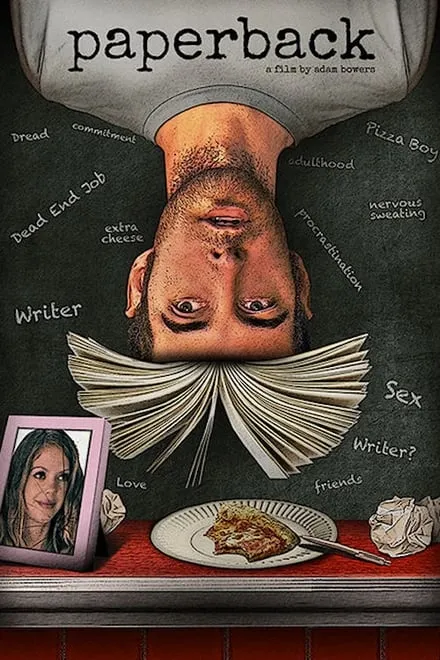 paperback
a film by adam bowers
Dread
commitment
Pizza Boy
adulthood
Dead End Job
nervous
sweating
extra
cheese
procrastination
Writer
Sex
Writer?
Love
friends